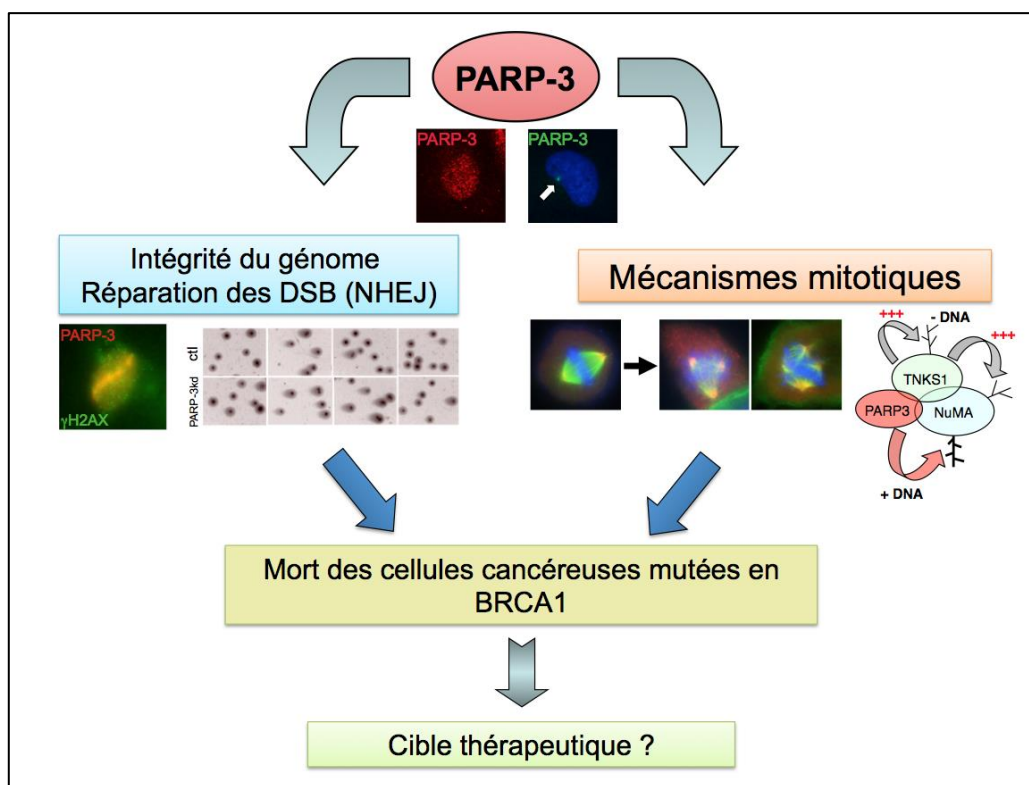 PARP-3
PARP-3
PARP-3
Intégrité du génome
Réparation des DSB (NHEJ)
Mécanismes mitotiques
PARP-3
γH2AX
ctl
PARP-3kd
+++
- DNA
+++
TNKS1
PARP3
NuMA
+ DNA
Mort des cellules cancéreuses mutées en
BRCA1
Cible thérapeutique ?